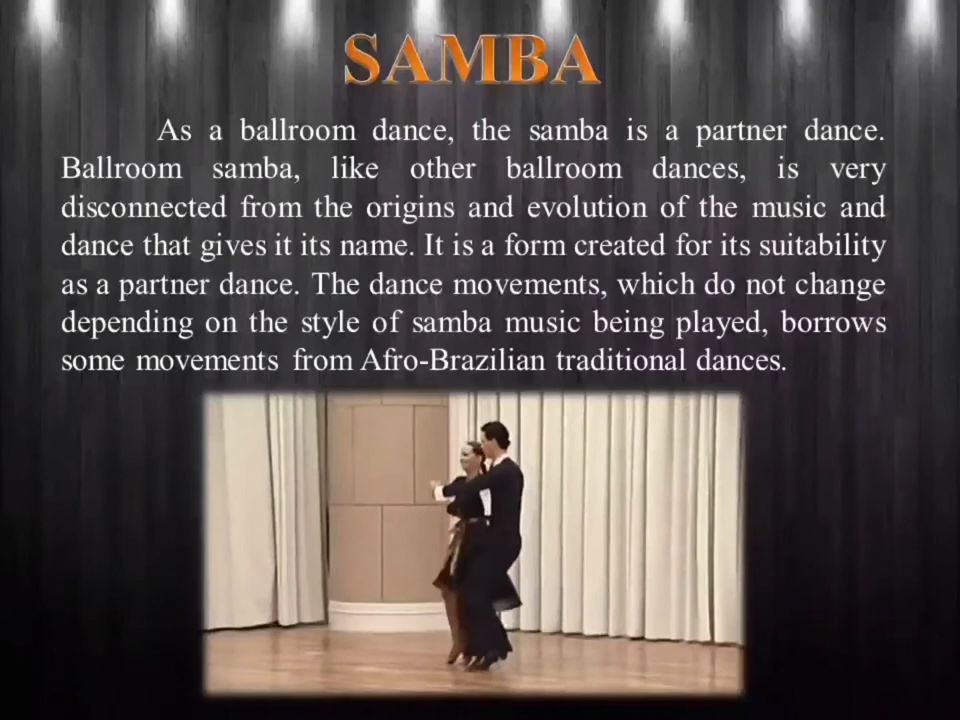 SAMBA
As a ballroom dance, the samba is a partner dance.
Ballroom samba, like other ballroom dances, is very
disconnected from the origins and evolution of the music and
dance that gives it its name. It is a form created for its suitability
as a partner dance. The dance movements, which do not change
depending on the style of samba music being played, borrows
some movements from Afro-Brazilian traditional dances.